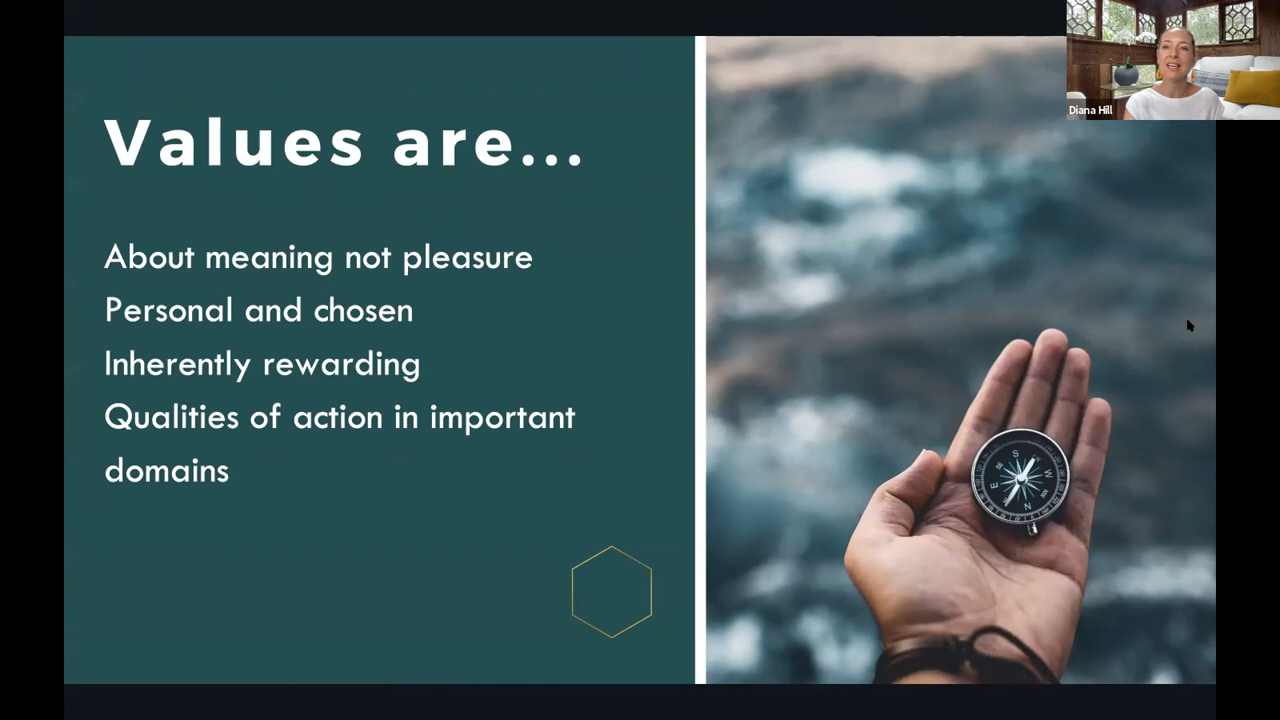 Values are...
About meaning not pleasure
Personal and chosen
Inherently rewarding
Qualities of action in important
domains
Diana Hill
S
W
E
N